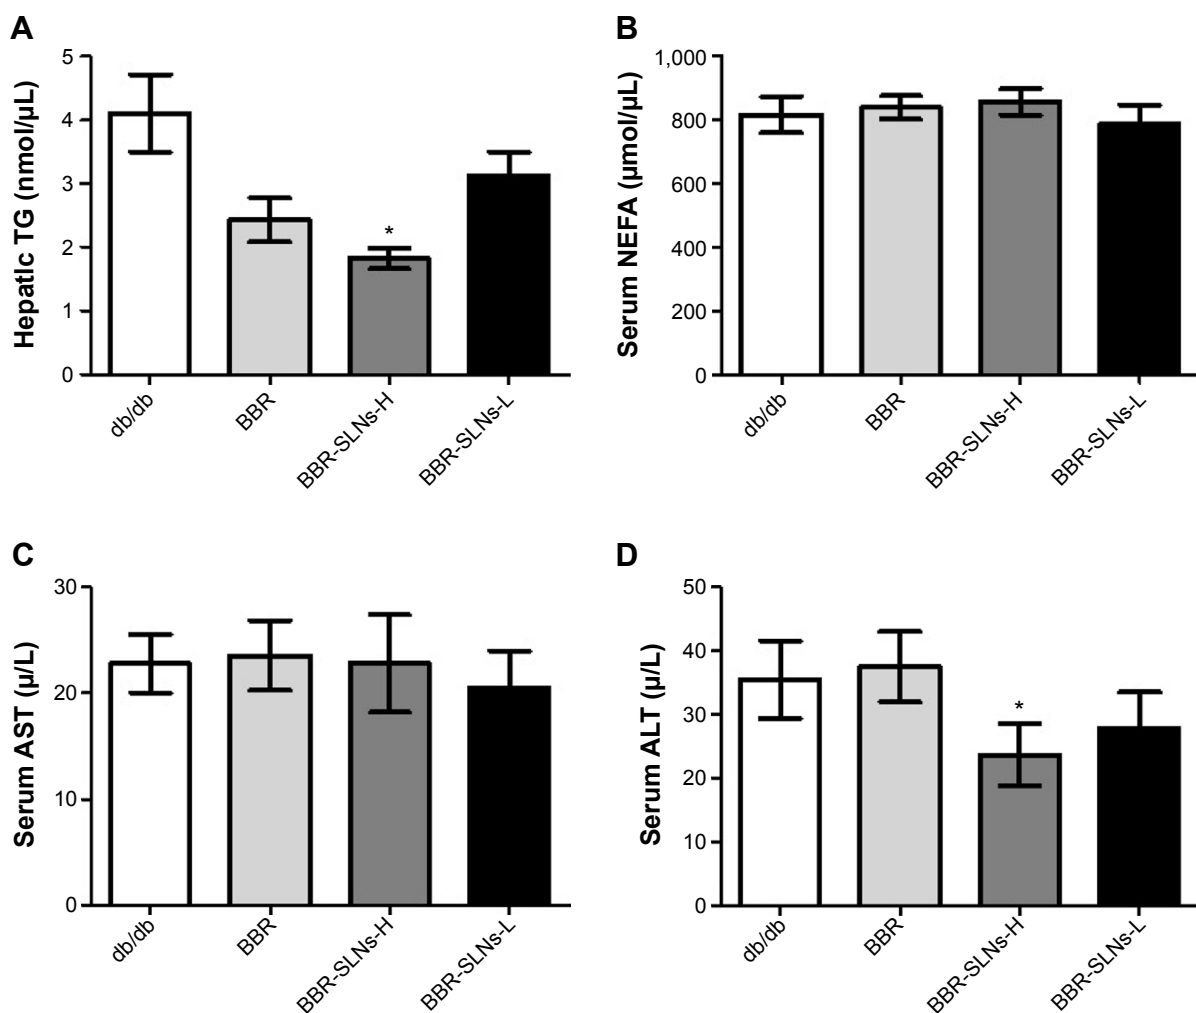 A
Hepatic TG (nmol/µL)
5
4
3
2
1
0
*
db/db
BBR
BBR-SLNs-H
BBR-SLNs-L
B
Serum NEFA (µmol/µL)
1,000
800
600
400
200
0
db/db
BBR
BBR-SLNs-H
BBR-SLNs-L
C
Serum AST (µ/L)
30
20
10
0
db/db
BBR
BBR-SLNs-H
BBR-SLNs-L
D
Serum ALT (µ/L)
50
40
30
20
10
0
*
db/db
BBR
BBR-SLNs-H
BBR-SLNs-L